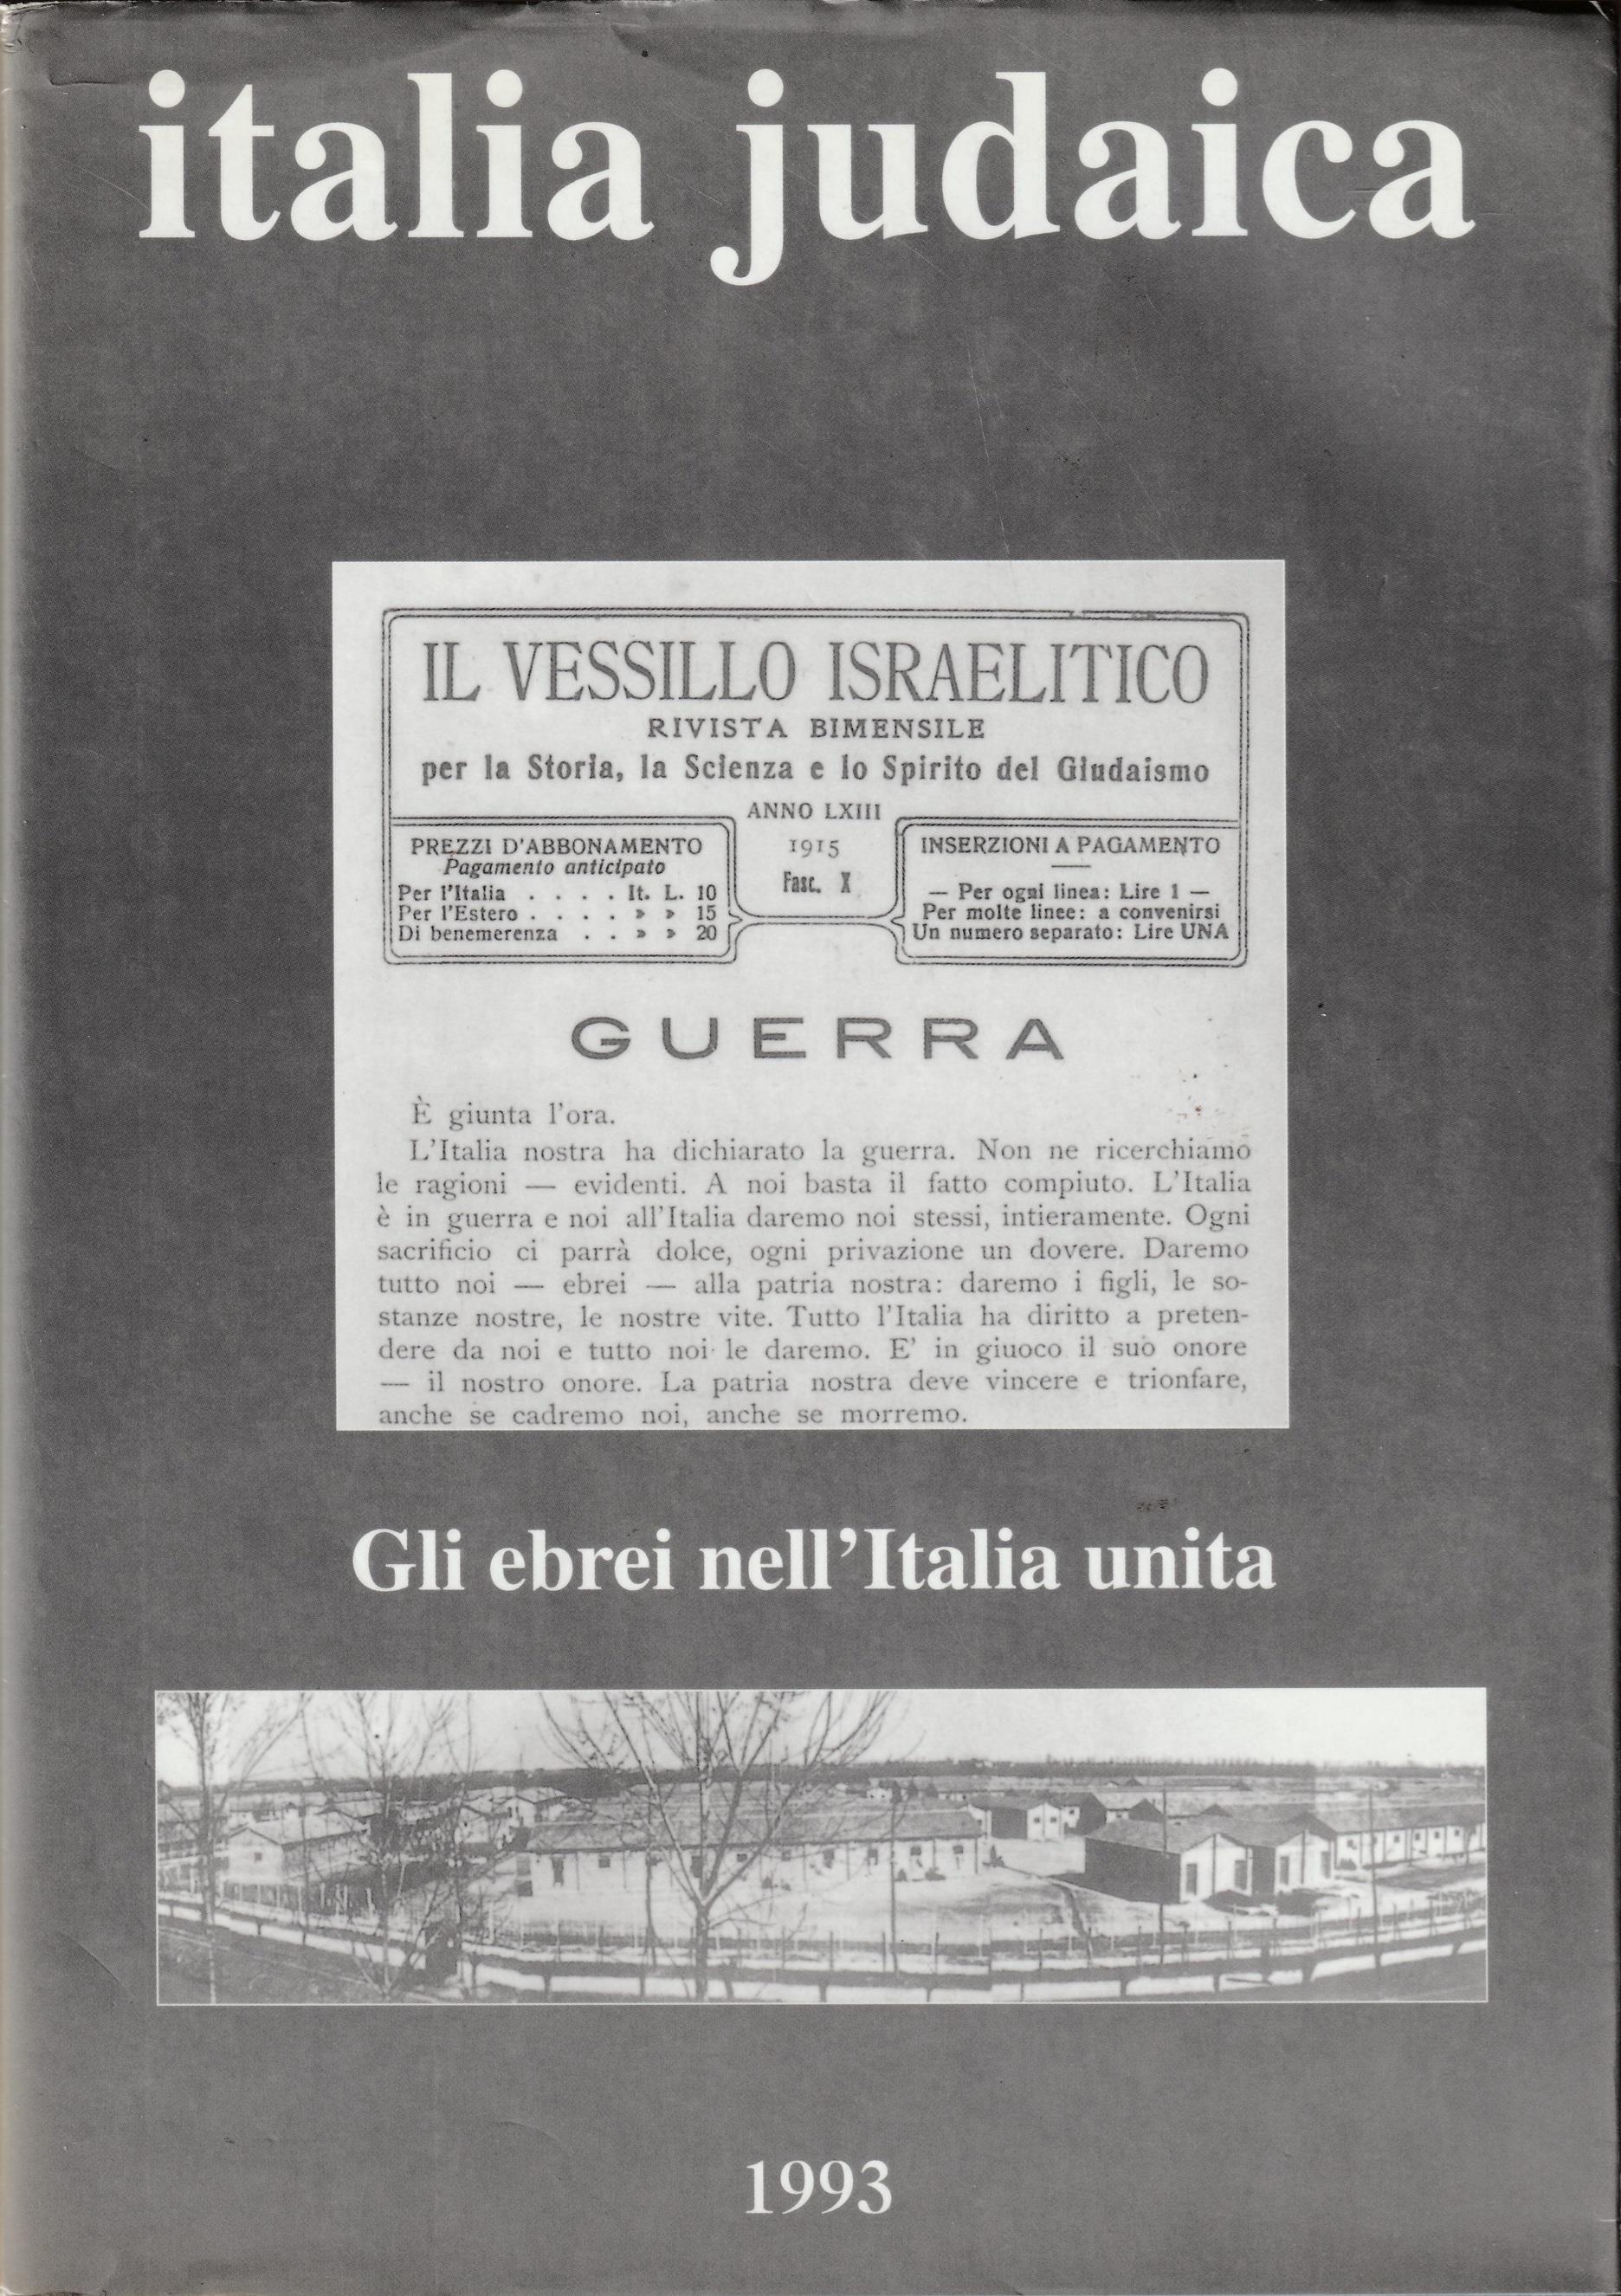 italia judaica
IL VESSILLO ISRAELITICO
RIVISTA BIMENSILE
per la Storia, la Scienza e lo Spirito del Giudaismo
ANNO LXIII
1915
Fasc. X
PREZZI D'ABBONAMENTO
Pagamento anticipato
Per l'Italia . . . . It. L. 10
Per l'Estero . . . . » » 15
Di benemerenza . . » » 20
INSERZIONI A PAGAMENTO
— Per ogni linea: Lire 1 —
Per molte linee: a convenirsi
Un numero separato: Lire UNA
GUERRA
È giunta l'ora.
L'Italia nostra ha dichiarato la guerra. Non ne ricerchiamo
le ragioni — evidenti. A noi basta il fatto compiuto. L'Italia
è in guerra e noi all'Italia daremo noi stessi, intieramente. Ogni
sacrificio ci parrà dolce, ogni privazione un dovere. Daremo
tutto noi — ebrei — alla patria nostra: daremo i figli, le so-
stanze nostre, le nostre vite. Tutto l'Italia ha diritto a preten-
dere da noi e tutto noi le daremo. E' in giuoco il suo onore
— il nostro onore. La patria nostra deve vincere e trionfare,
anche se cadremo noi, anche se morremo.
Gli ebrei nell'Italia unita
1993